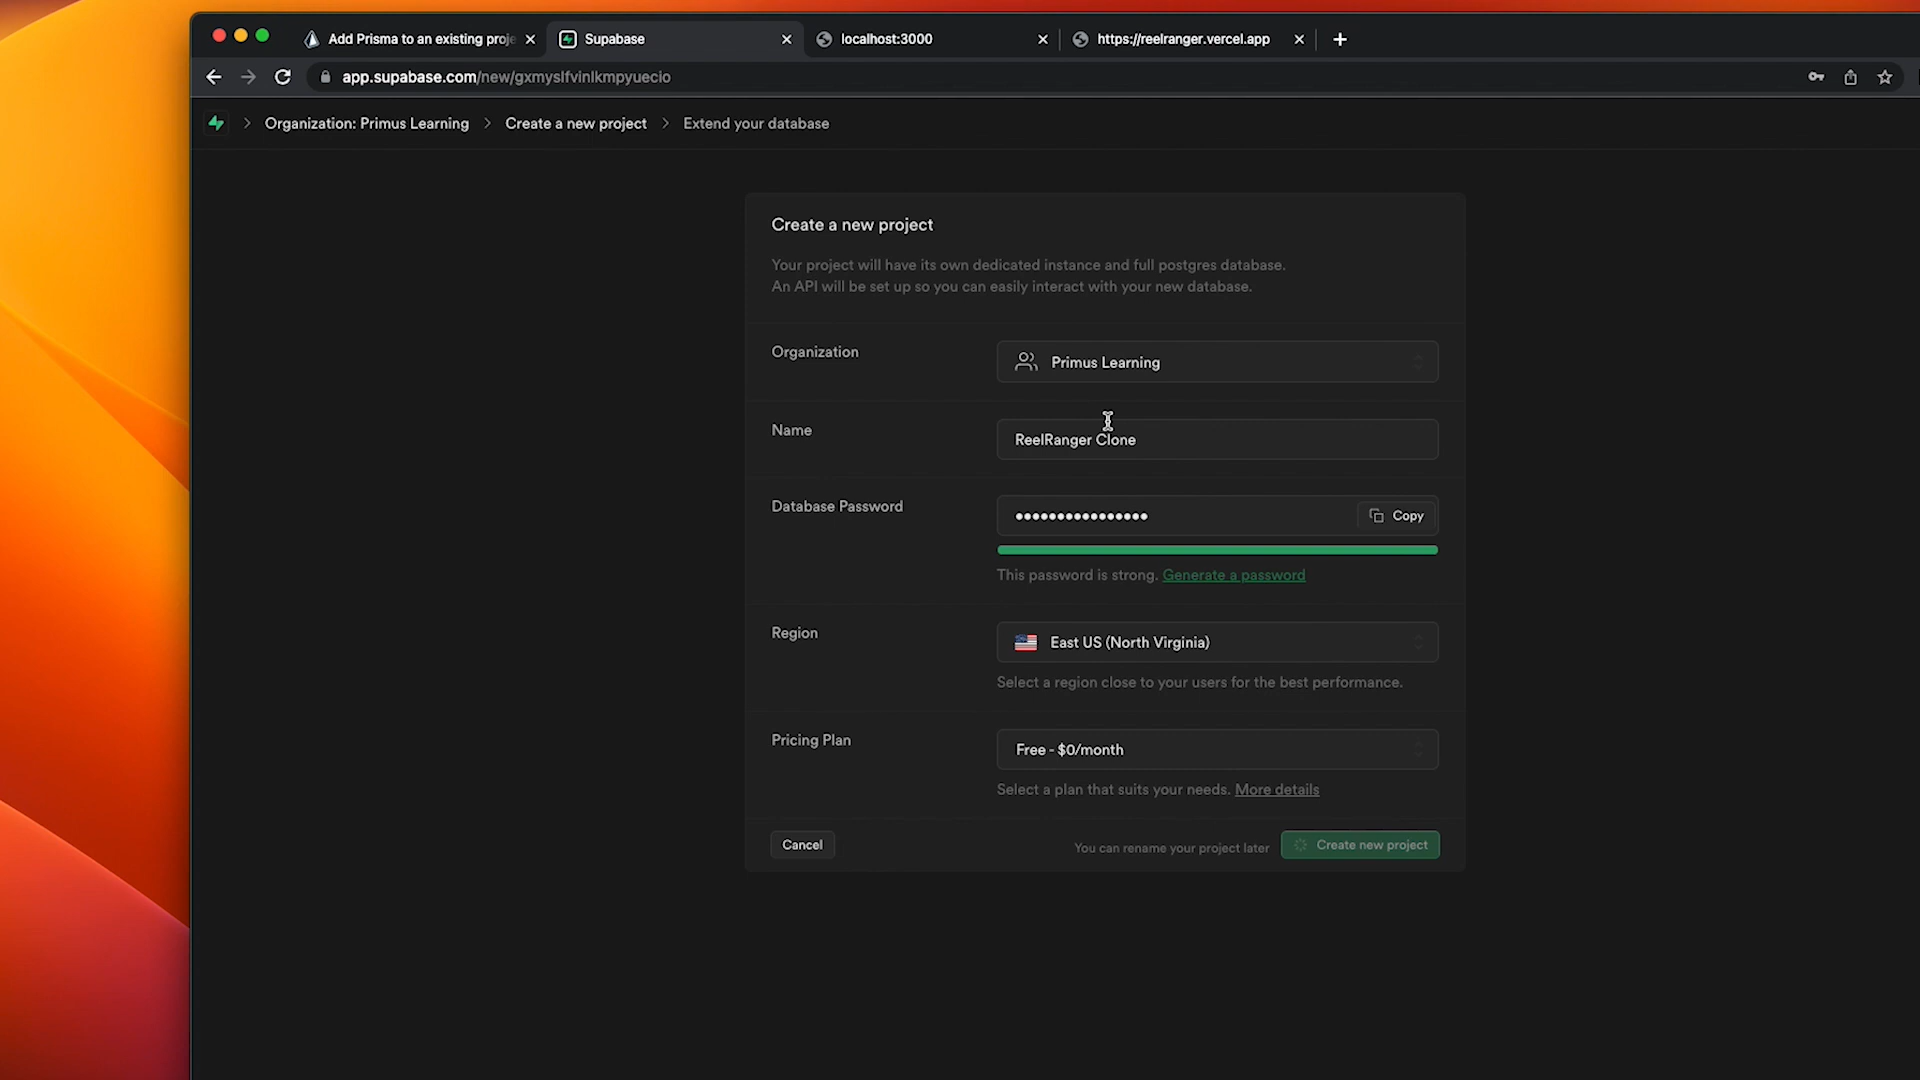 Add Prisma to an existing proje
Supabase
localhost:3000
https://reelranger.vercel.app
app.supabase.com/new/gxmyslfvinlkmpyuecio
Organization: Primus Learning > Create a new project > Extend your database
Create a new project
Your project will have its own dedicated instance and full postgres database.
An API will be set up so you can easily interact with your new database.
Organization
Primus Learning
Name
ReelRanger Clone
Database Password
••••••••••••••••
Copy
This password is strong. Generate a password
Region
East US (North Virginia)
Select a region close to your users for the best performance.
Pricing Plan
Free - $0/month
Select a plan that suits your needs. More details
Cancel
You can rename your project later
Create new project